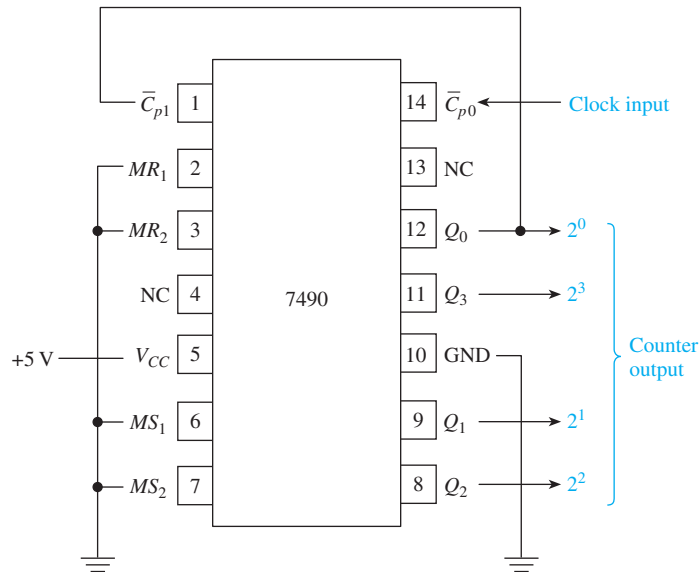 C̅p1 1 14 C̅p0 Clock input
MR1 2 13 NC
MR2 3 12 Q0 2^0
NC 4 7490 11 Q3 2^3
+5 V VCC 5 10 GND Counter output
MS1 6 9 Q1 2^1
MS2 7 8 Q2 2^2